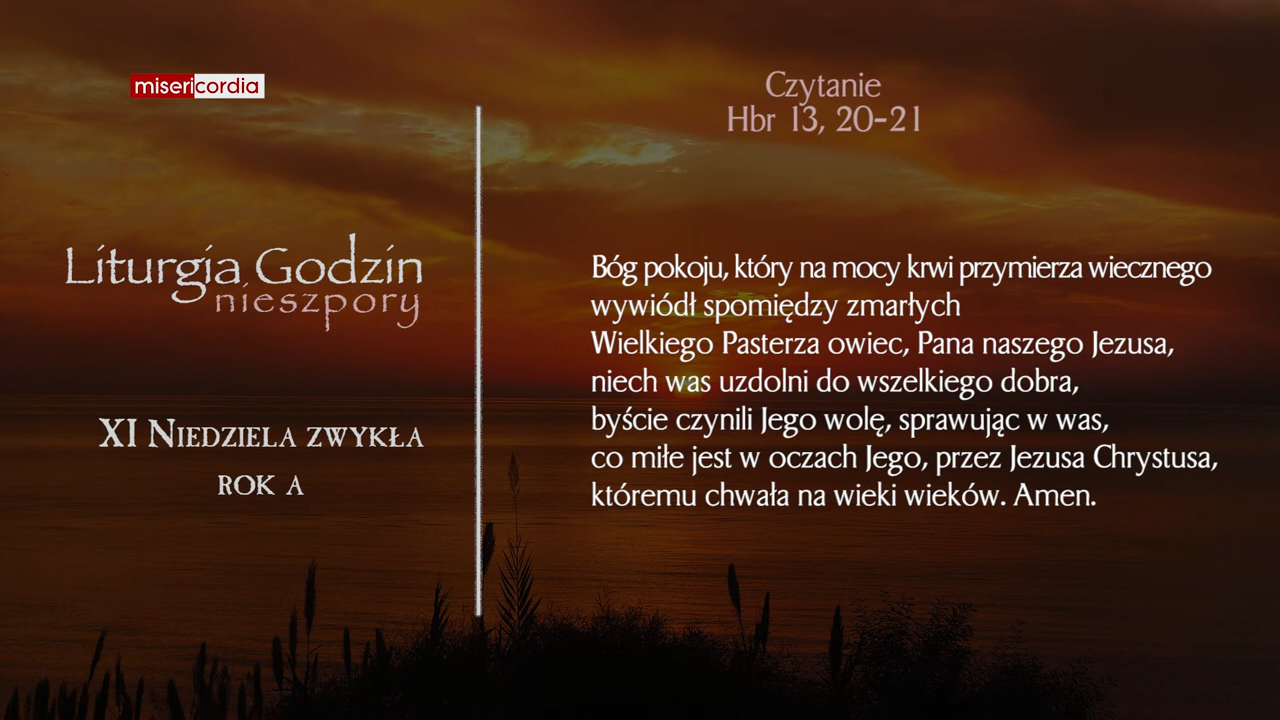 misericordia
Liturgia Godzin
nieszpory
XI Niedziela zwykła
rok a
Czytanie
Hbr 13, 20-21
Bóg pokoju, który na mocy krwi przymierza wiecznego
wywiódł spomiędzy zmarłych
Wielkiego Pasterza owiec, Pana naszego Jezusa,
niech was uzdolni do wszelkiego dobra,
byście czynili Jego wolę, sprawując w was,
co miłe jest w oczach Jego, przez Jezusa Chrystusa,
któremu chwała na wieki wieków. Amen.